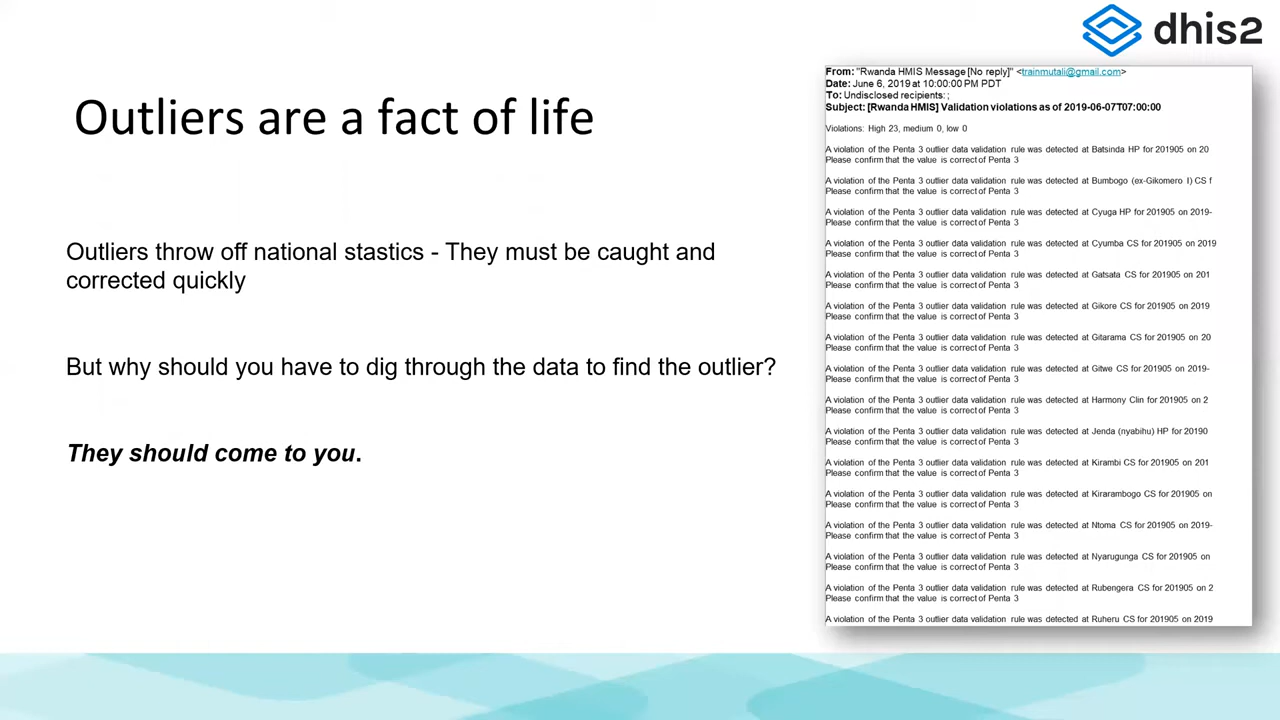 dhis2
Outliers are a fact of life
Outliers throw off national stastics - They must be caught and
corrected quickly
But why should you have to dig through the data to find the outlier?
They should come to you.
From: "Rwanda HMIS Message [No reply]" <trainmutali@gmail.com>
Date: June 6, 2019 at 10:00:00 PM PDT
To: Undisclosed recipients: ;
Subject: [Rwanda HMIS] Validation violations as of 2019-06-07T07:00:00
Violations: High 23, medium 0, low 0
A violation of the Penta 3 outlier data validation rule was detected at Batsinda HP for 201905 on 20
Please confirm that the value is correct of Penta 3
A violation of the Penta 3 outlier data validation rule was detected at Bumbogo (ex-Gikomero I) CS f
Please confirm that the value is correct of Penta 3
A violation of the Penta 3 outlier data validation rule was detected at Cyuga HP for 201905 on 2019-
Please confirm that the value is correct of Penta 3
A violation of the Penta 3 outlier data validation rule was detected at Cyumba CS for 201905 on 2019
Please confirm that the value is correct of Penta 3
A violation of the Penta 3 outlier data validation rule was detected at Gatsata CS for 201905 on 201
Please confirm that the value is correct of Penta 3
A violation of the Penta 3 outlier data validation rule was detected at Gikore CS for 201905 on 2019
Please confirm that the value is correct of Penta 3
A violation of the Penta 3 outlier data validation rule was detected at Gitarama CS for 201905 on 20
Please confirm that the value is correct of Penta 3
A violation of the Penta 3 outlier data validation rule was detected at Gitwe CS for 201905 on 2019-
Please confirm that the value is correct of Penta 3
A violation of the Penta 3 outlier data validation rule was detected at Harmony Clin for 201905 on 2
Please confirm that the value is correct of Penta 3
A violation of the Penta 3 outlier data validation rule was detected at Jenda (nyabihu) HP for 20190
Please confirm that the value is correct of Penta 3
A violation of the Penta 3 outlier data validation rule was detected at Kirambi CS for 201905 on 201
Please confirm that the value is correct of Penta 3
A violation of the Penta 3 outlier data validation rule was detected at Kirarambogo CS for 201905 on
Please confirm that the value is correct of Penta 3
A violation of the Penta 3 outlier data validation rule was detected at Ntoma CS for 201905 on 2019-
Please confirm that the value is correct of Penta 3
A violation of the Penta 3 outlier data validation rule was detected at Nyarugunga CS for 201905 on
Please confirm that the value is correct of Penta 3
A violation of the Penta 3 outlier data validation rule was detected at Rubengera CS for 201905 on 2
Please confirm that the value is correct of Penta 3
A violation of the Penta 3 outlier data validation rule was detected at Ruheru CS for 201905 on 2019